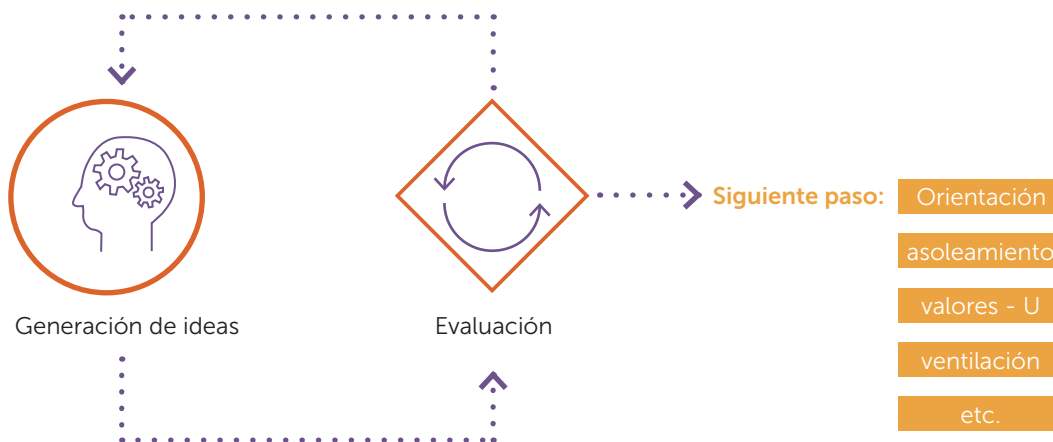 Generación de ideas
Evaluación
Siguiente paso:
Orientación
asoleamiento
valores - U
ventilación
etc.